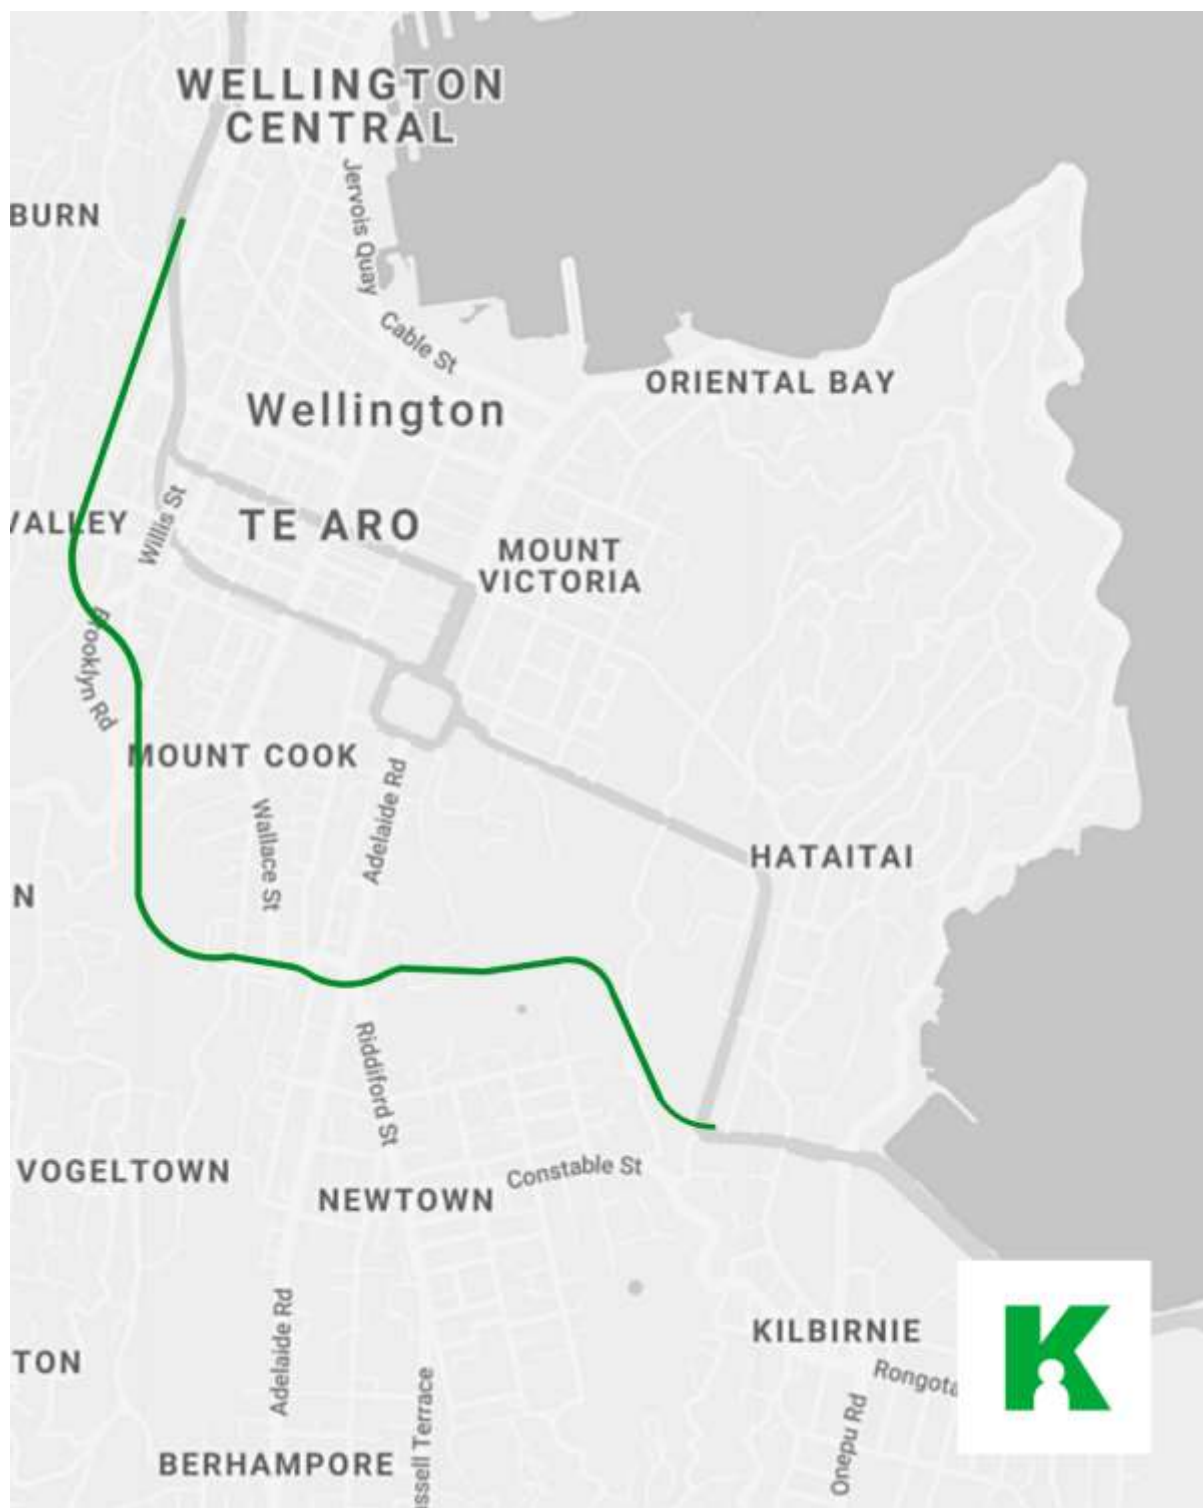 WELLINGTON
CENTRAL
Jervois Quay
BURN
Cable St
ORIENTAL BAY
Wellington
VALLEY
Willis St
TE ARO
MOUNT
VICTORIA
Brooklyn Rd
MOUNT COOK
Adelaide Rd
Wallace St
HATAITAI
N
Riddiford St
Constable St
VOGELTOWN
NEWTOWN
Adelaide Rd
KILBIRNIE
TON
Rongota
Onepu Rd
ssell Terrace
BERHAMPORE
K